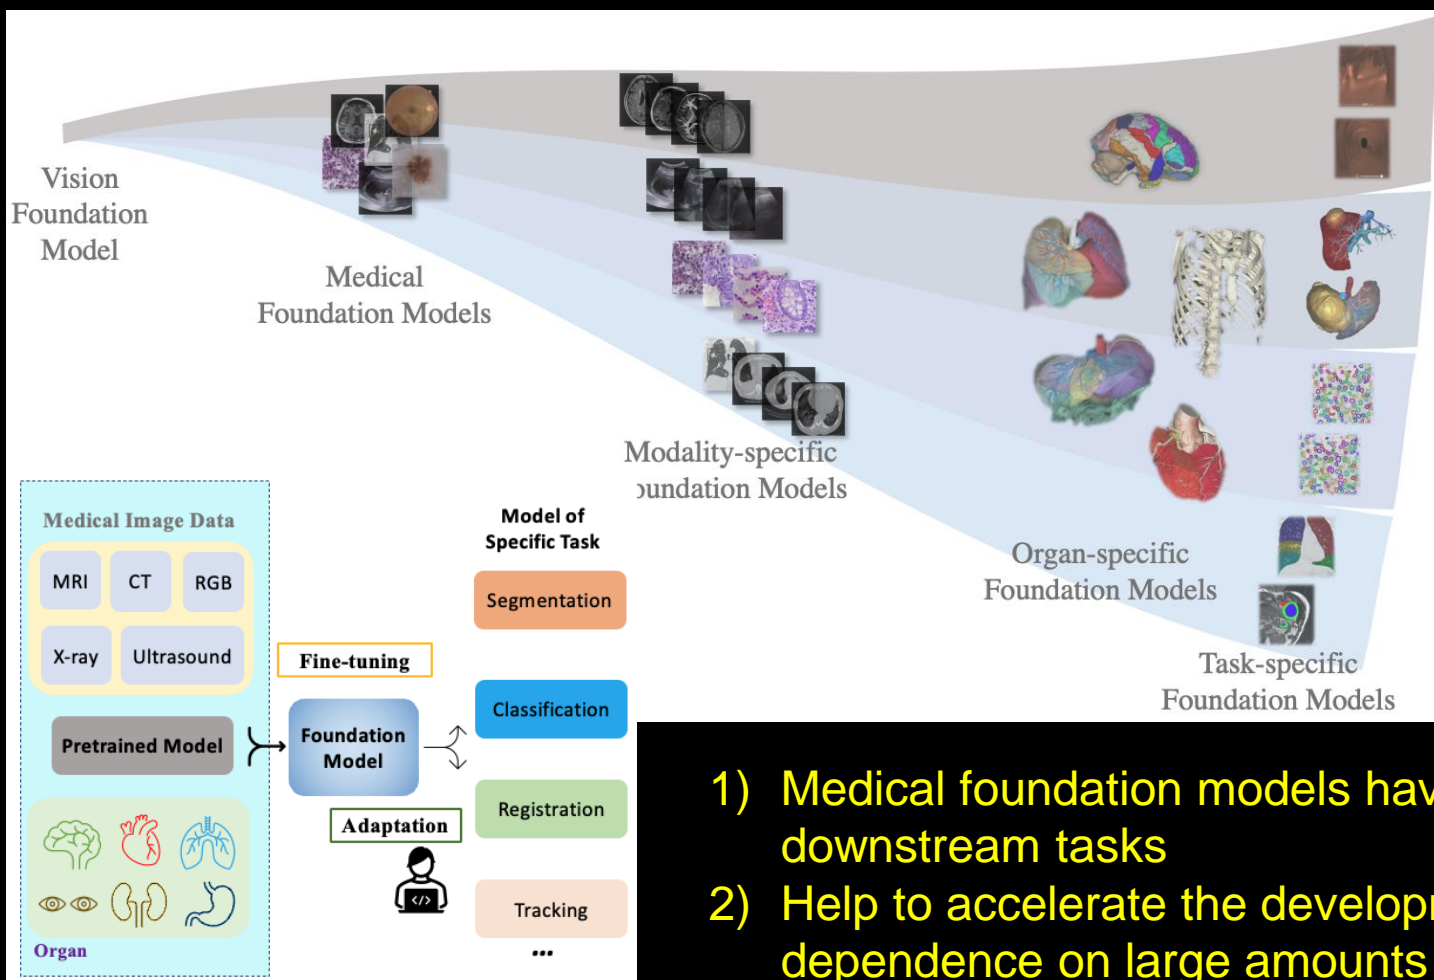 Vision
Foundation
Model
Medical
Foundation Models
Modality-specific
oundation Models
Organ-specific
Foundation Models
Task-specific
Foundation Models
Medical Image Data
MRI
CT
RGB
X-ray
Ultrasound
Pretrained Model
Organ
Fine-tuning
Foundation
Model
Adaptation
</>
Model of
Specific Task
Segmentation
Classification
Registration
Tracking
...
1) Medical foundation models hav
downstream tasks
2) Help to accelerate the develop
dependence on large amounts